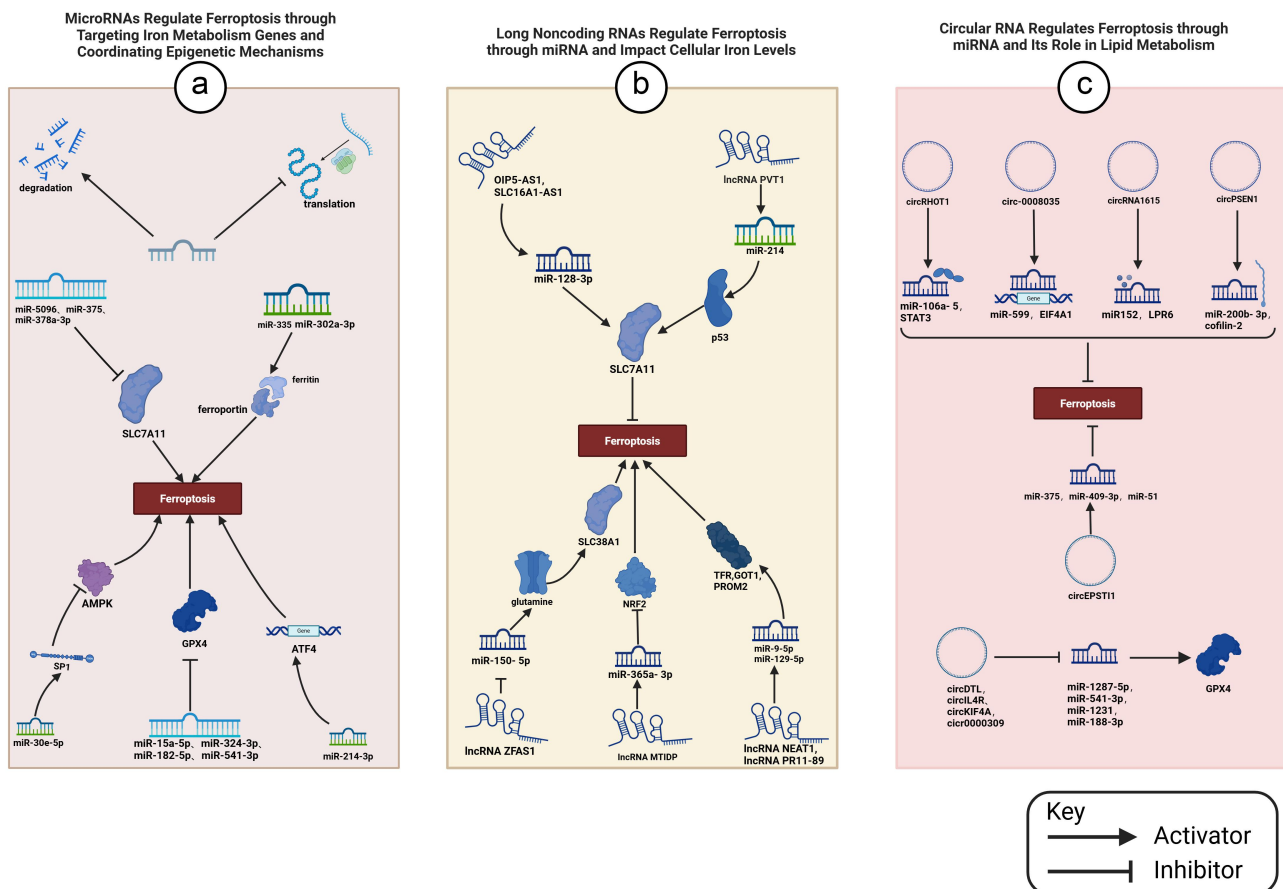 MicroRNAs Regulate Ferroptosis through
Targeting Iron Metabolism Genes and
Coordinating Epigenetic Mechanisms
a
degradation
translation
miR-5096、miR-375、
miR-378a-3p
miR-335 miR-302a-3p
ferritin
ferroportin
SLC7A11
Ferroptosis
AMPK
GPX4
Gene
ATF4
SP1
miR-30e-5p
miR-15a-5p、miR-324-3p、
miR-182-5p、miR-541-3p
miR-214-3p
Long Noncoding RNAs Regulate Ferroptosis
through miRNA and Impact Cellular Iron Levels
b
OIP5-AS1,
SLC16A1-AS1
lncRNA PVT1
miR-214
miR-128-3p
p53
SLC7A11
Ferroptosis
SLC38A1
glutamine
NRF2
TFR,GOT1,
PROM2
miR-150- 5p
miR-365a- 3p
miR-9-5p
miR-129-5p
lncRNA ZFAS1
lncRNA MTIDP
lncRNA NEAT1,
lncRNA PR11-89
Circular RNA Regulates Ferroptosis through
miRNA and Its Role in Lipid Metabolism
c
circRHOT1
circ-0008035
circRNA1615
circPSEN1
Gene
miR-106a- 5,
STAT3
miR-599, EIF4A1
miR152, LPR6
miR-200b- 3p,
cofilin-2
Ferroptosis
miR-375, miR-409-3p, miR-51
circEPSTI1
circDTL,
circIL4R、
circKIF4A,
cicr0000309
miR-1287-5p,
miR-541-3p,
miR-1231,
miR-188-3p
GPX4
Key
Activator
Inhibitor